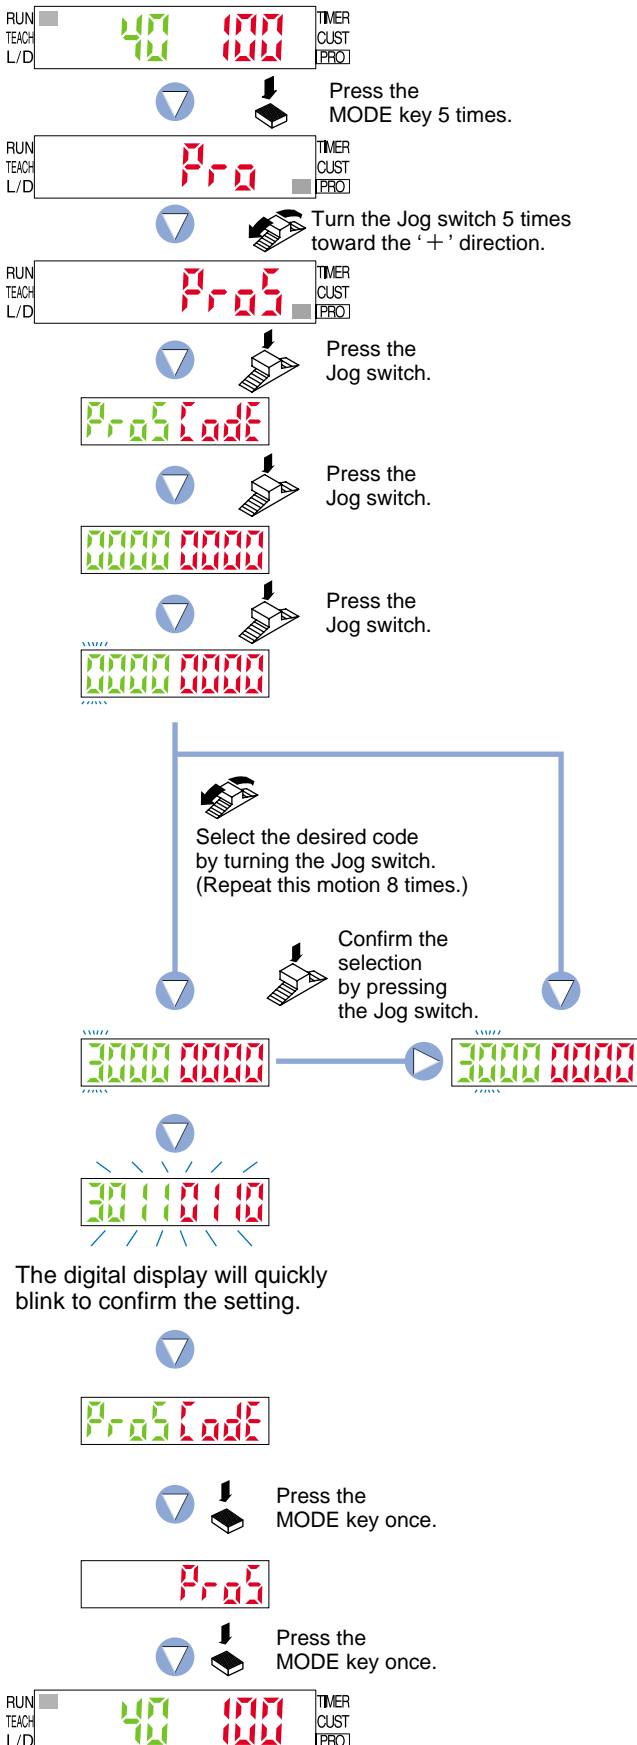 RUN 40 100 TIMER
TEACH CUST
L/D PRO
Press the
MODE key 5 times.
RUN Pro TIMER
TEACH CUST
L/D PRO
Turn the Jog switch 5 times
toward the ‘＋’ direction.
RUN Pro5 TIMER
TEACH CUST
L/D PRO
Press the
Jog switch.
Pro5 CodE
Press the
Jog switch.
0000 0000
Press the
Jog switch.
0000 0000
Select the desired code
by turning the Jog switch.
(Repeat this motion 8 times.)
Confirm the
selection
by pressing
the Jog switch.
3000 0000
3000 0000
3011 0110
The digital display will quickly
blink to confirm the setting.
Pro5 CodE
Press the
MODE key once.
Pro5
Press the
MODE key once.
RUN 40 100 TIMER
TEACH CUST
L/D PRO